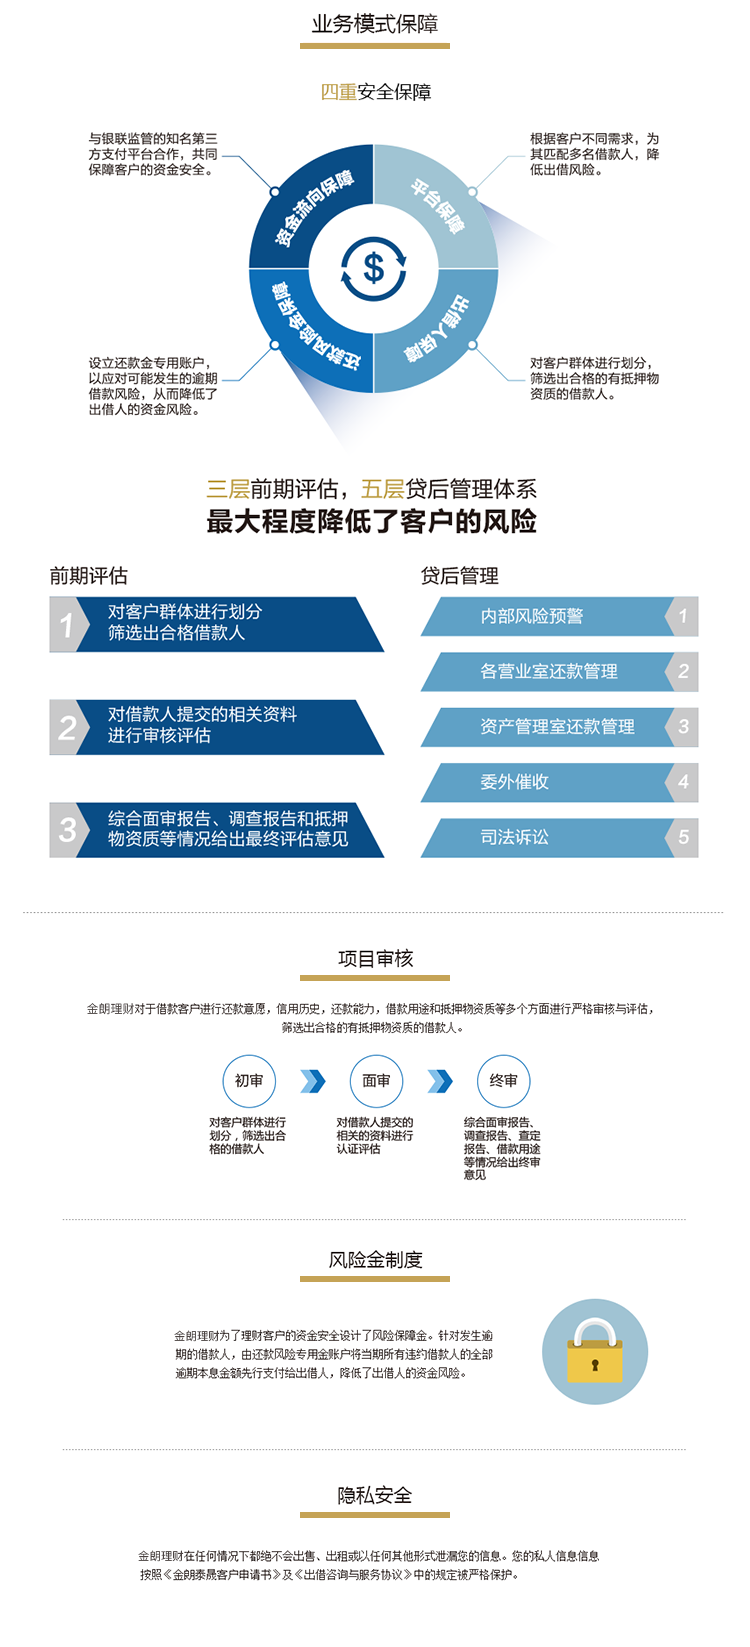 业务模式保障
四重安全保障
与银联监管的知名第三
方支付平台合作，共同
保障客户的资金安全。
根据客户不同需求，为
其匹配多名借款人，降
低出借风险。
资金流向保障
平台保障
$
还款风险金保障
出借人保障
设立还款金专用账户，
以应对可能发生的逾期
借款风险，从而降低了
出借人的资金风险。
对客户群体进行划分，
筛选出合格的有抵押物
资质的借款人。
三层前期评估，五层贷后管理体系
最大程度降低了客户的风险
前期评估
1
对客户群体进行划分
筛选出合格借款人
2
对借款人提交的相关资料
进行审核评估
3
综合面审报告、调查报告和抵押
物资质等情况给出最终评估意见
贷后管理
内部风险预警 1
各营业室还款管理 2
资产管理室还款管理 3
委外催收 4
司法诉讼 5
项目审核
金朗理财对于借款客户进行还款意愿，信用历史，还款能力，借款用途和抵押物资质等多个方面进行严格审核与评估，
筛选出合格的有抵押物资质的借款人。
初审
面审
终审
对客户群体进行
划分，筛选出合
格的借款人
对借款人提交的
相关的资料进行
认证评估
综合面审报告、
调查报告、查定
报告、借款用途
等情况给出终审
意见
风险金制度
金朗理财为了理财客户的资金安全设计了风险保障金。针对发生逾
期的借款人，由还款风险专用金账户将当期所有违约借款人的全部
逾期本息金额先行支付给出借人，降低了出借人的资金风险。
隐私安全
金朗理财在任何情况下都绝不会出售、出租或以任何其他形式泄漏您的信息。您的私人信息信息
按照《金朗泰晟客户申请书》及《出借咨询与服务协议》中的规定被严格保护。